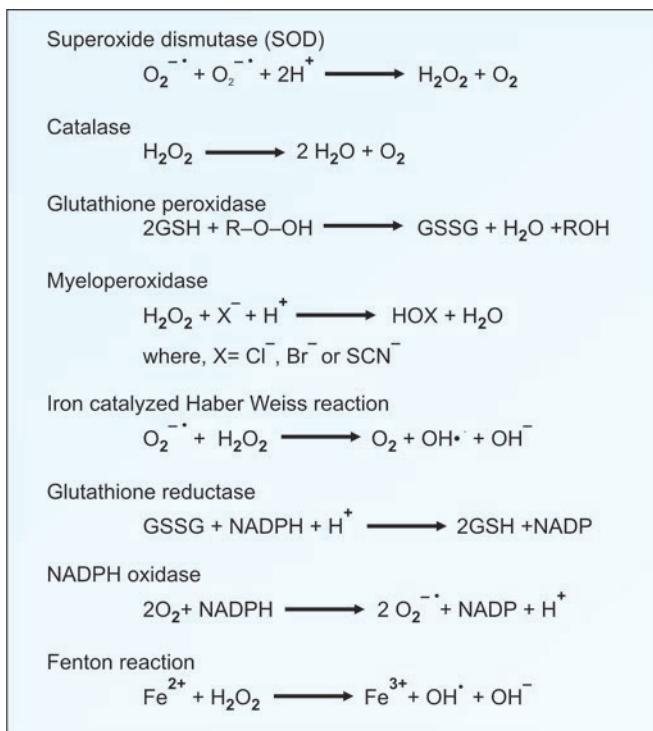 Superoxide dismutase (SOD)
O₂⁻• + O₂⁻• + 2H⁺ ⟶ H₂O₂ + O₂
Catalase
H₂O₂ ⟶ 2 H₂O + O₂
Glutathione peroxidase
2GSH + R–O–OH ⟶ GSSG + H₂O +ROH
Myeloperoxidase
H₂O₂ + X⁻ + H⁺ ⟶ HOX + H₂O
where, X= Cl⁻, Br⁻ or SCN⁻
Iron catalyzed Haber Weiss reaction
O₂⁻• + H₂O₂ ⟶ O₂ + OH• + OH⁻
Glutathione reductase
GSSG + NADPH + H⁺ ⟶ 2GSH +NADP
NADPH oxidase
2O₂+ NADPH ⟶ 2 O₂⁻• + NADP + H⁺
Fenton reaction
Fe²⁺ + H₂O₂ ⟶ Fe³⁺ + OH• + OH⁻